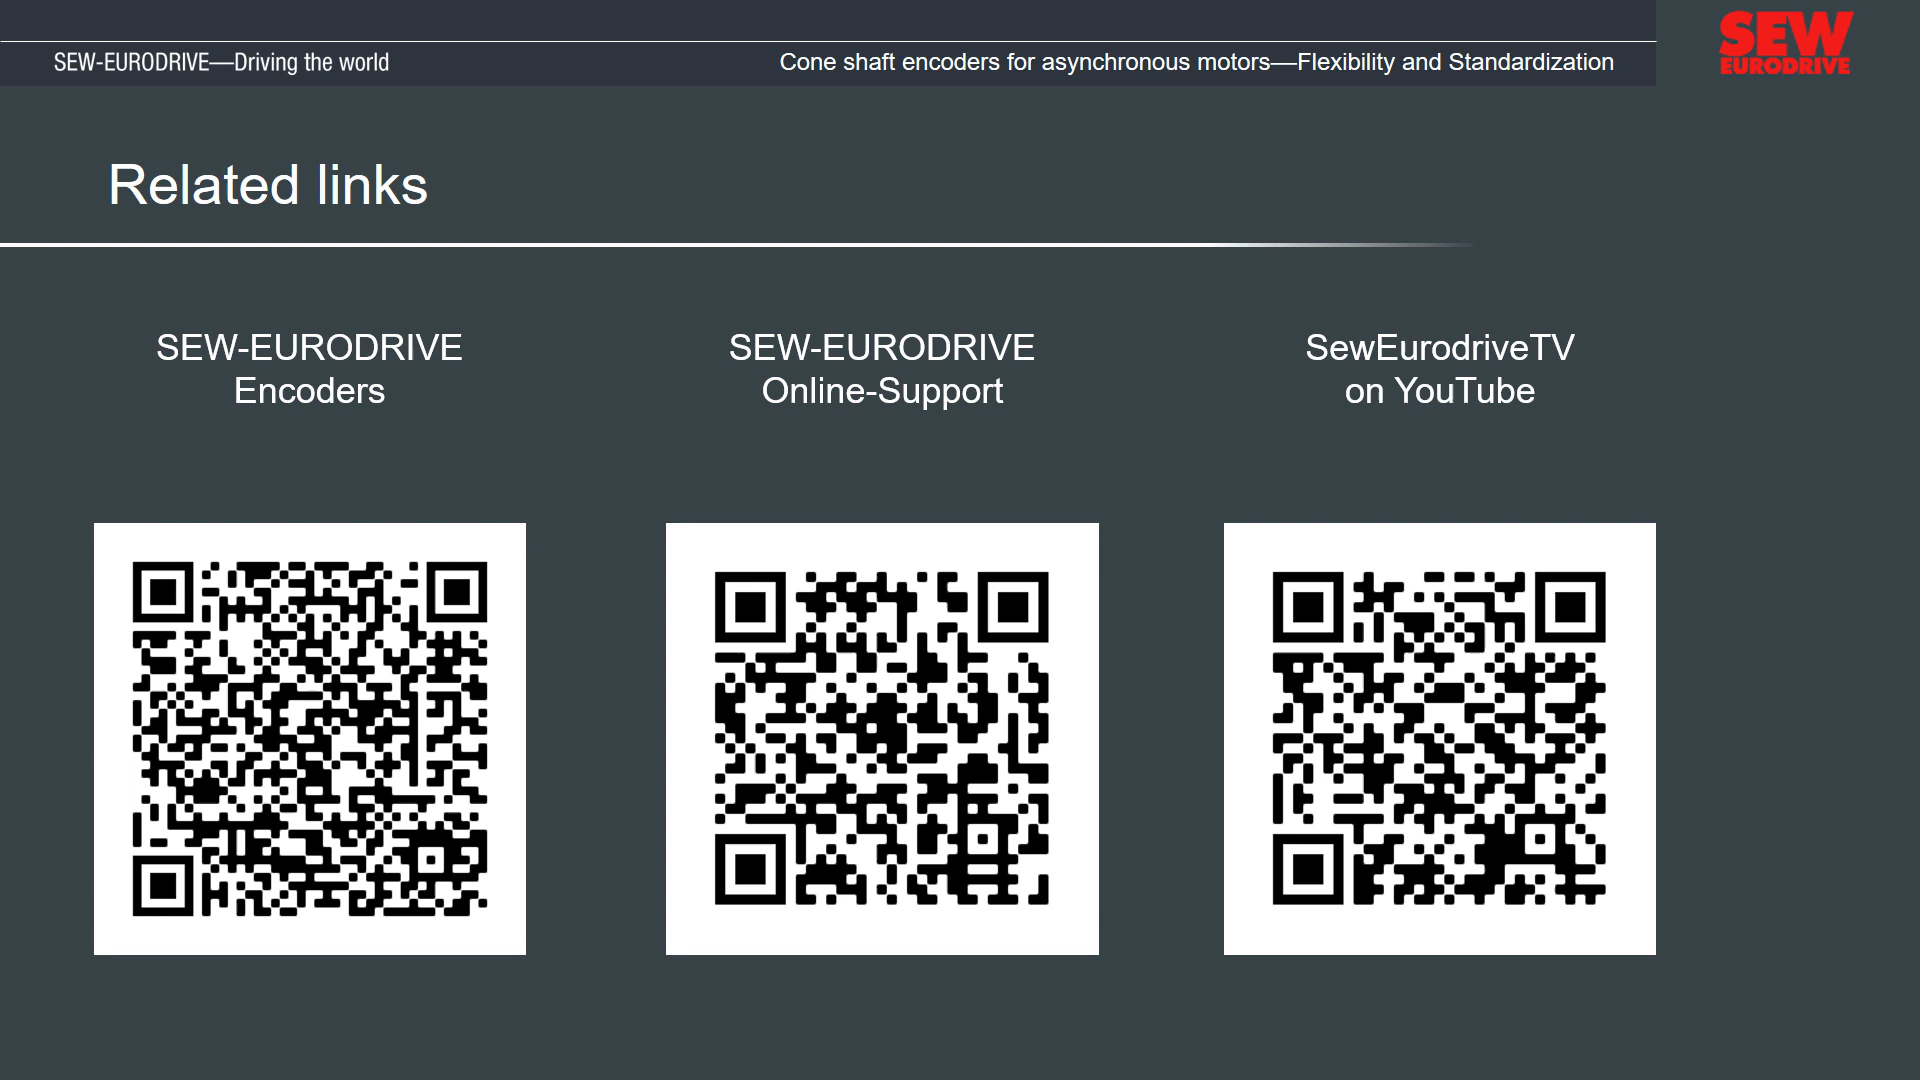 SEW-EURODRIVE—Driving the world
Cone shaft encoders for asynchronous motors—Flexibility and Standardization
SEW
EURODRIVE
Related links
SEW-EURODRIVE
Encoders
SEW-EURODRIVE
Online-Support
SewEurodriveTV
on YouTube